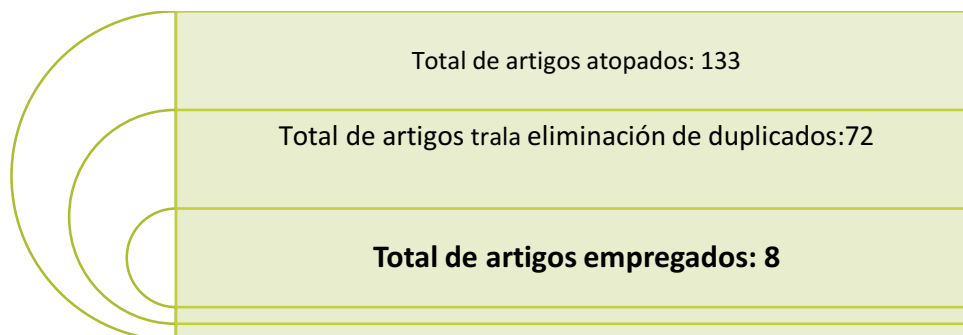 Total de artigos atopados: 133
Total de artigos trala eliminación de duplicados:72
Total de artigos empregados: 8